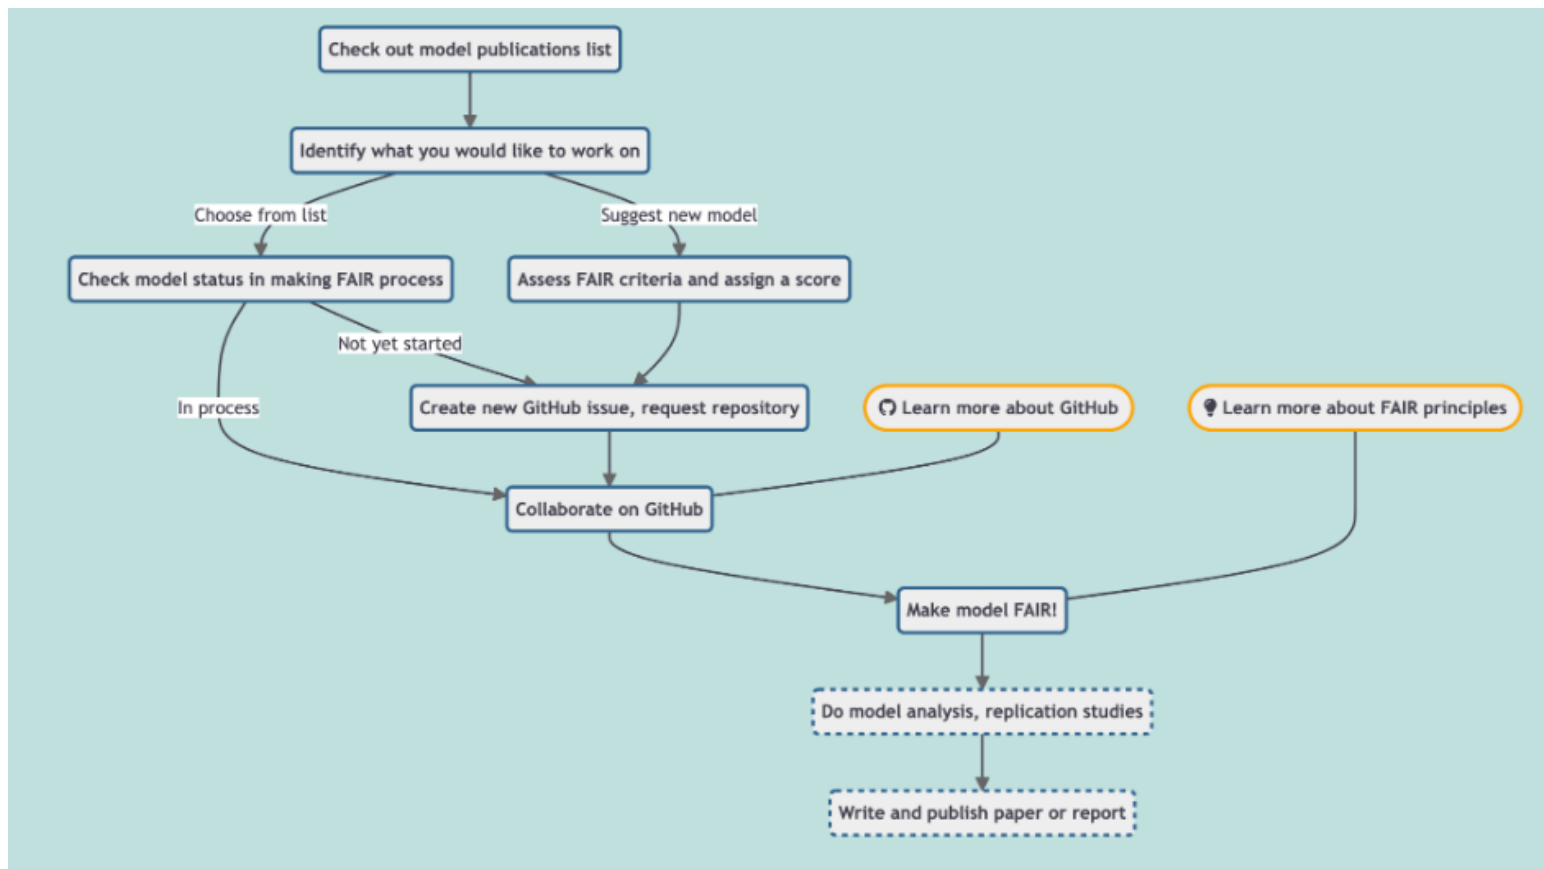 Check out model publications list
Identify what you would like to work on
Choose from list
Suggest new model
Check model status in making FAIR process
Assess FAIR criteria and assign a score
Not yet started
In process
Create new GitHub issue, request repository
Learn more about GitHub
Learn more about FAIR principles
Collaborate on GitHub
Make model FAIR!
Do model analysis, replication studies
Write and publish paper or report